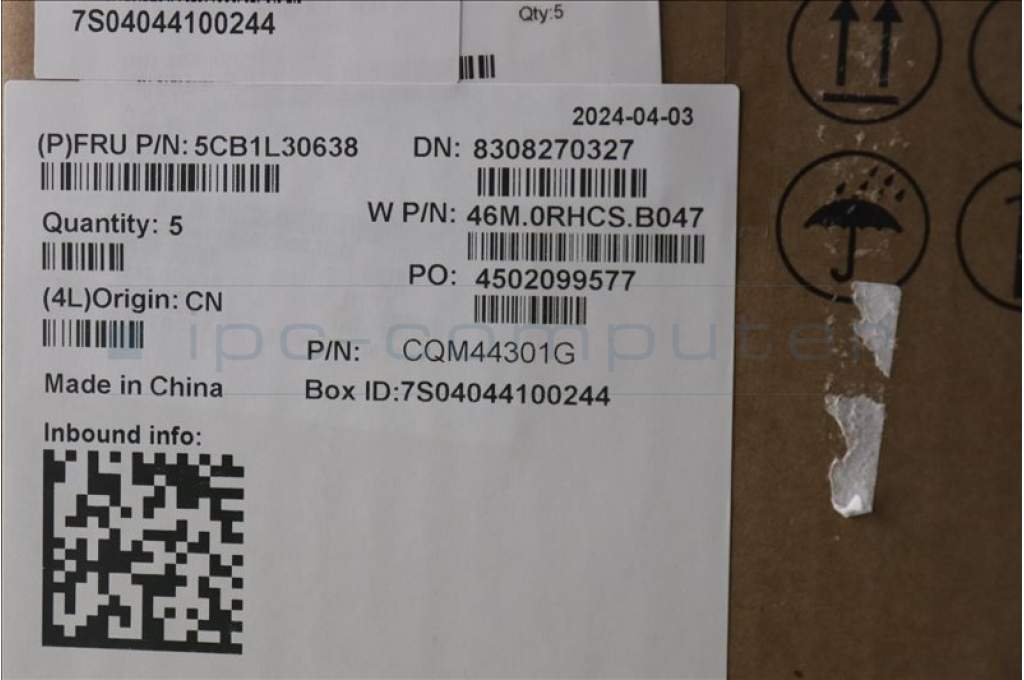 7S04044100244
Qty:5
2024-04-03
(P)FRU P/N: 5CB1L30638
DN: 8308270327
Quantity: 5
W P/N: 46M.0RHCS.B047
PO: 4502099577
(4L)Origin: CN
ipc-computer
P/N: CQM44301G
Made in China
Box ID:7S04044100244
Inbound info: